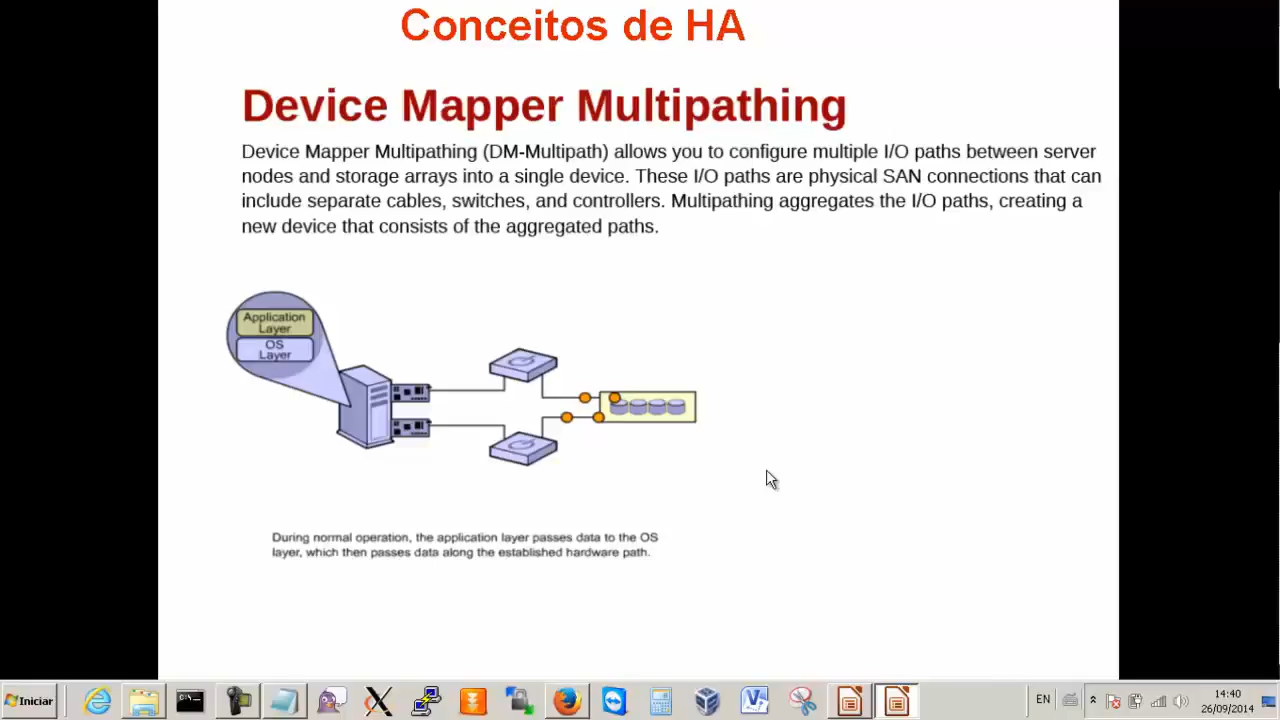 Conceitos de HA
Device Mapper Multipathing
Device Mapper Multipathing (DM-Multipath) allows you to configure multiple I/O paths between server
nodes and storage arrays into a single device. These I/O paths are physical SAN connections that can
include separate cables, switches, and controllers. Multipathing aggregates the I/O paths, creating a
new device that consists of the aggregated paths.
Application
Layer
OS
Layer
During normal operation, the application layer passes data to the OS
layer, which then passes data along the established hardware path.
Iniciar
EN
14:40
26/09/2014